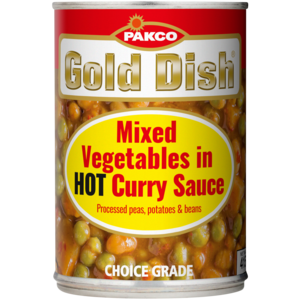 PAKCO
Gold Dish®
Mixed
Vegetables in
HOT Curry Sauce
Processed peas, potatoes & beans
CHOICE GRADE